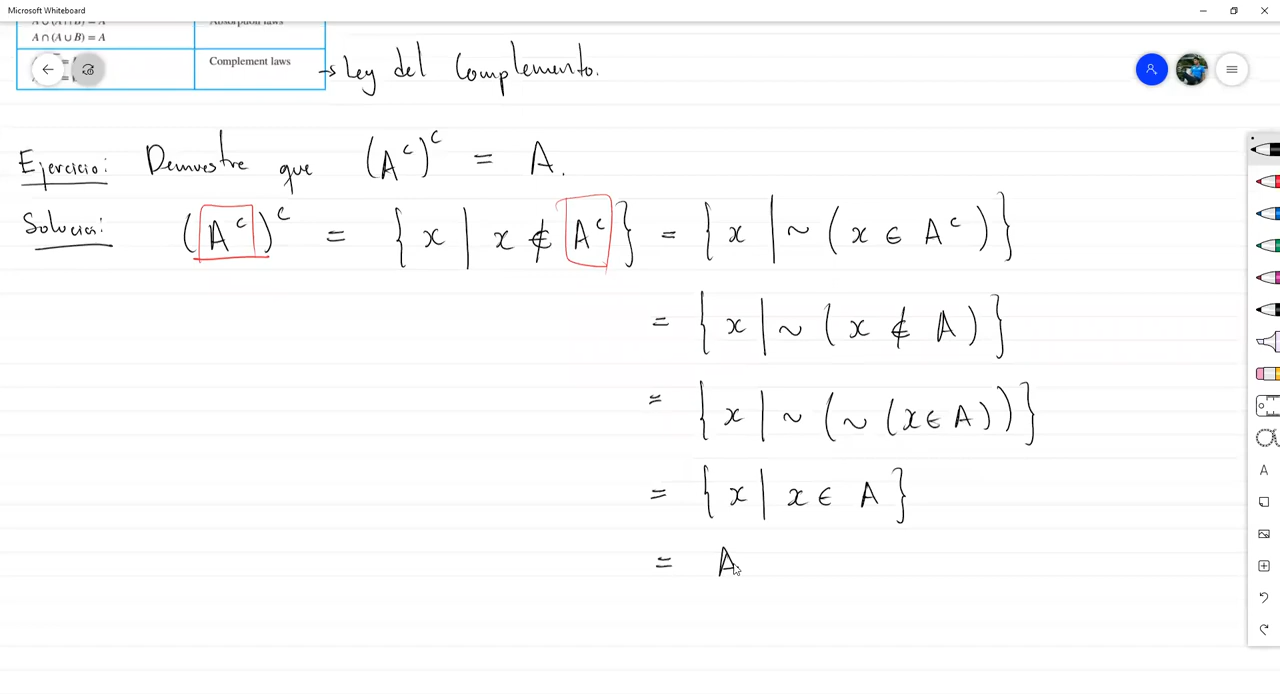 Microsoft Whiteboard
A ∩ (A ∪ B) = A
Absorption laws
Complement laws
→ Ley del Complemento.
Ejercicio: Demuestre que (A^c)^c = A.
Solución: (A^c)^c = { x | x ∉ A^c } = { x | ~ ( x ∈ A^c ) }
= { x | ~ ( x ∉ A ) }
= { x | ~ ( ~ ( x ∈ A ) ) }
= { x | x ∈ A }
= A